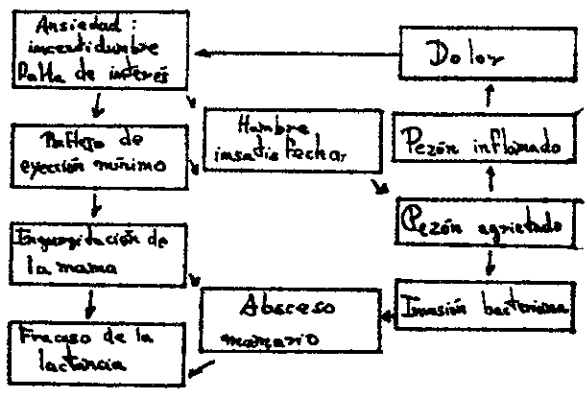 Ansiedad:
incertidumbre
Falta de interés
Reflejo de
eyección mínimo
Ingurgitación de
la mama
Fracaso de la
lactancia
Hambre
insatisfecha,
Absceso
mamario
Dolor
Pezón inflamado
Pezón agrietado
Invasión bacteriana